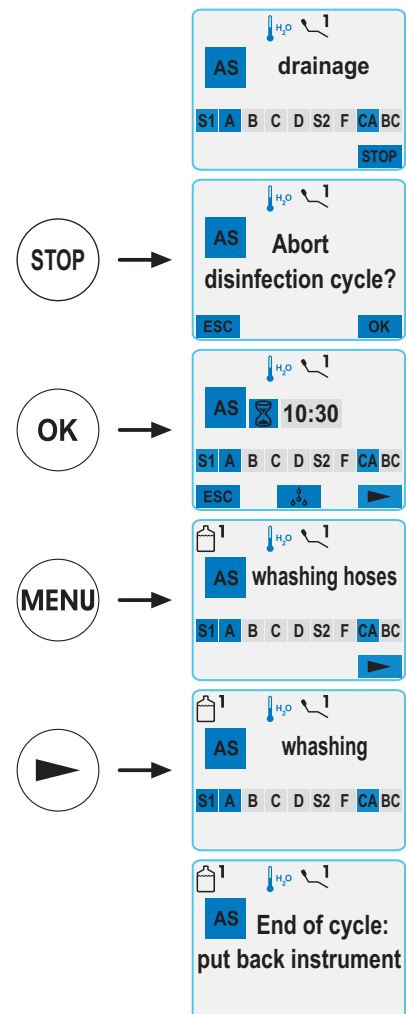 H₂O 1
AS drainage
S1 A B C D S2 F CA BC
STOP
STOP
H₂O 1
AS Abort
disinfection cycle?
ESC OK
OK
H₂O 1
AS 10:30
S1 A B C D S2 F CA BC
ESC
MENU
1 H₂O 1
AS whashing hoses
S1 A B C D S2 F CA BC
1 H₂O 1
AS whashing
S1 A B C D S2 F CA BC
1 H₂O 1
AS End of cycle:
put back instrument